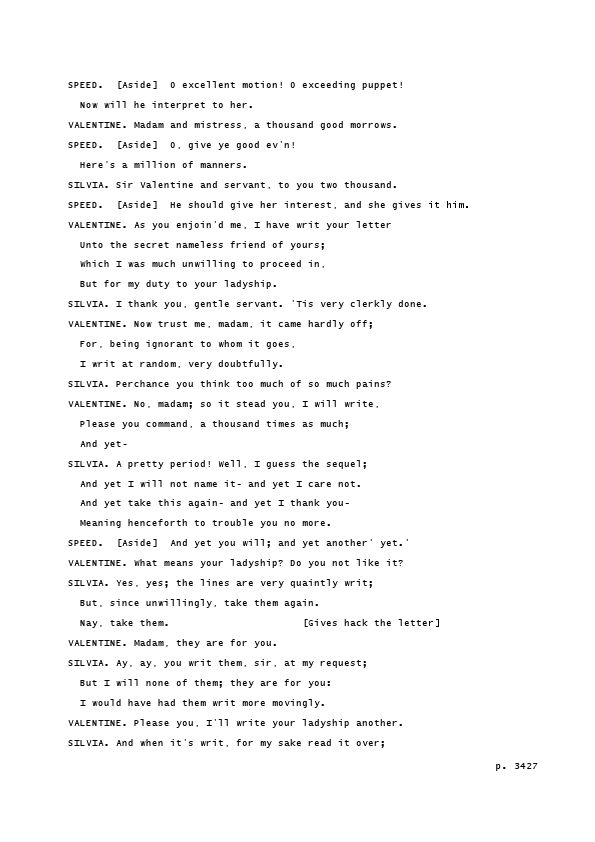 SPEED.  [Aside]  O excellent motion! O exceeding puppet!
Now will he interpret to her.
VALENTINE. Madam and mistress, a thousand good morrows.
SPEED.  [Aside]  O, give ye good ev'n!
Here's a million of manners.
SILVIA. Sir Valentine and servant, to you two thousand.
SPEED.  [Aside]  He should give her interest, and she gives it him.
VALENTINE. As you enjoin'd me, I have writ your letter
Unto the secret nameless friend of yours;
Which I was much unwilling to proceed in,
But for my duty to your ladyship.
SILVIA. I thank you, gentle servant. 'Tis very clerkly done.
VALENTINE. Now trust me, madam, it came hardly off;
For, being ignorant to whom it goes,
I writ at random, very doubtfully.
SILVIA. Perchance you think too much of so much pains?
VALENTINE. No, madam; so it stead you, I will write,
Please you command, a thousand times as much;
And yet-
SILVIA. A pretty period! Well, I guess the sequel;
And yet I will not name it- and yet I care not.
And yet take this again- and yet I thank you-
Meaning henceforth to trouble you no more.
SPEED.  [Aside]  And yet you will; and yet another' yet.'
VALENTINE. What means your ladyship? Do you not like it?
SILVIA. Yes, yes; the lines are very quaintly writ;
But, since unwillingly, take them again.
Nay, take them.                      [Gives hack the letter]
VALENTINE. Madam, they are for you.
SILVIA. Ay, ay, you writ them, sir, at my request;
But I will none of them; they are for you:
I would have had them writ more movingly.
VALENTINE. Please you, I'll write your ladyship another.
SILVIA. And when it's writ, for my sake read it over;
p. 3427